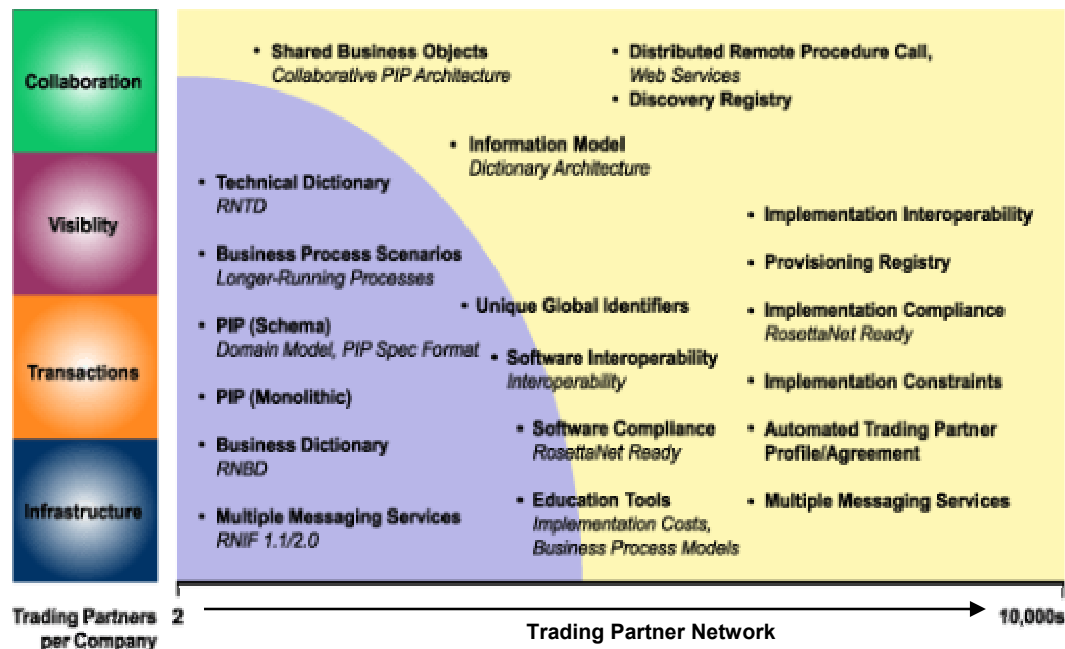 Collaboration
Visiblity
Transactions
Infrastructure
• Shared Business Objects
Collaborative PIP Architecture
• Distributed Remote Procedure Call,
Web Services
• Discovery Registry
• Information Model
Dictionary Architecture
• Technical Dictionary
RNTD
• Business Process Scenarios
Longer-Running Processes
• PIP (Schema)
Domain Model, PIP Spec Format
• PIP (Monolithic)
• Business Dictionary
RNBD
• Multiple Messaging Services
RNIF 1.1/2.0
• Unique Global Identifiers
• Software Interoperability
Interoperability
• Software Compliance
RosettaNet Ready
• Education Tools
Implementation Costs,
Business Process Models
• Implementation Interoperability
• Provisioning Registry
• Implementation Compliance
RosettaNet Ready
• Implementation Constraints
• Automated Trading Partner
Profile/Agreement
• Multiple Messaging Services
Trading Partners
per Company
2
10,000s
Trading Partner Network